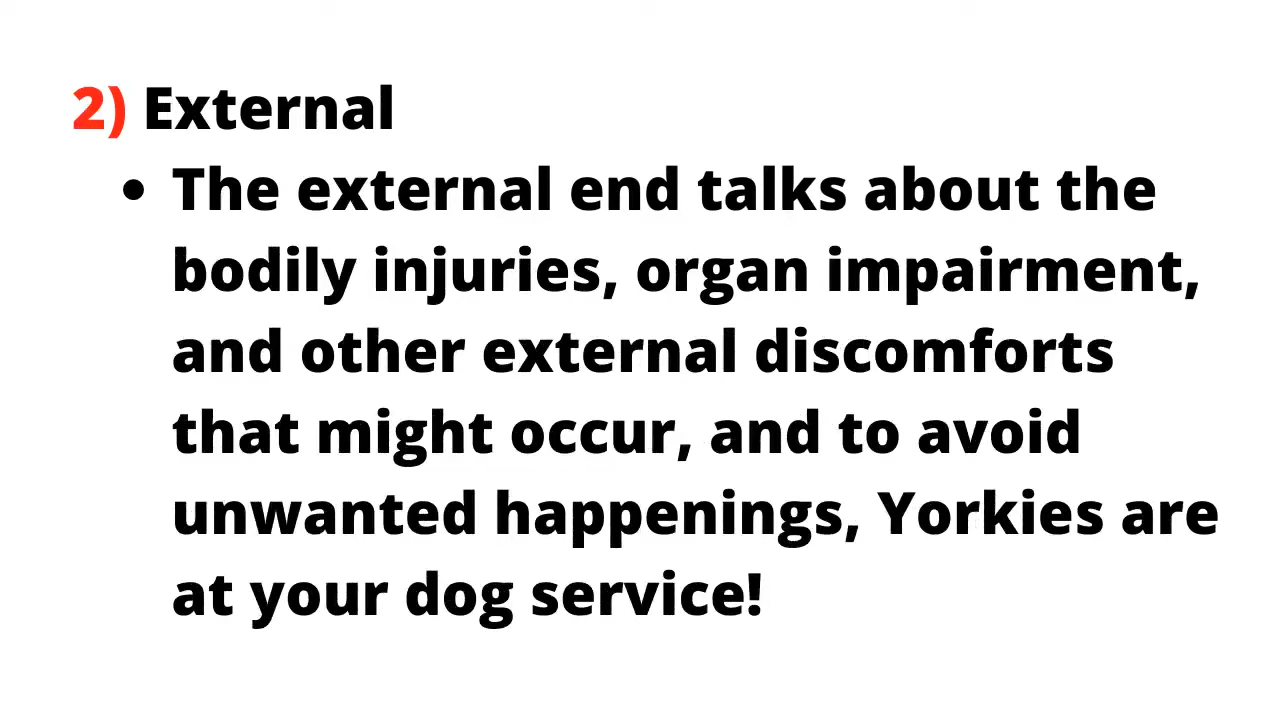 2) External
• The external end talks about the
bodily injuries, organ impairment,
and other external discomforts
that might occur, and to avoid
unwanted happenings, Yorkies are
at your dog service!